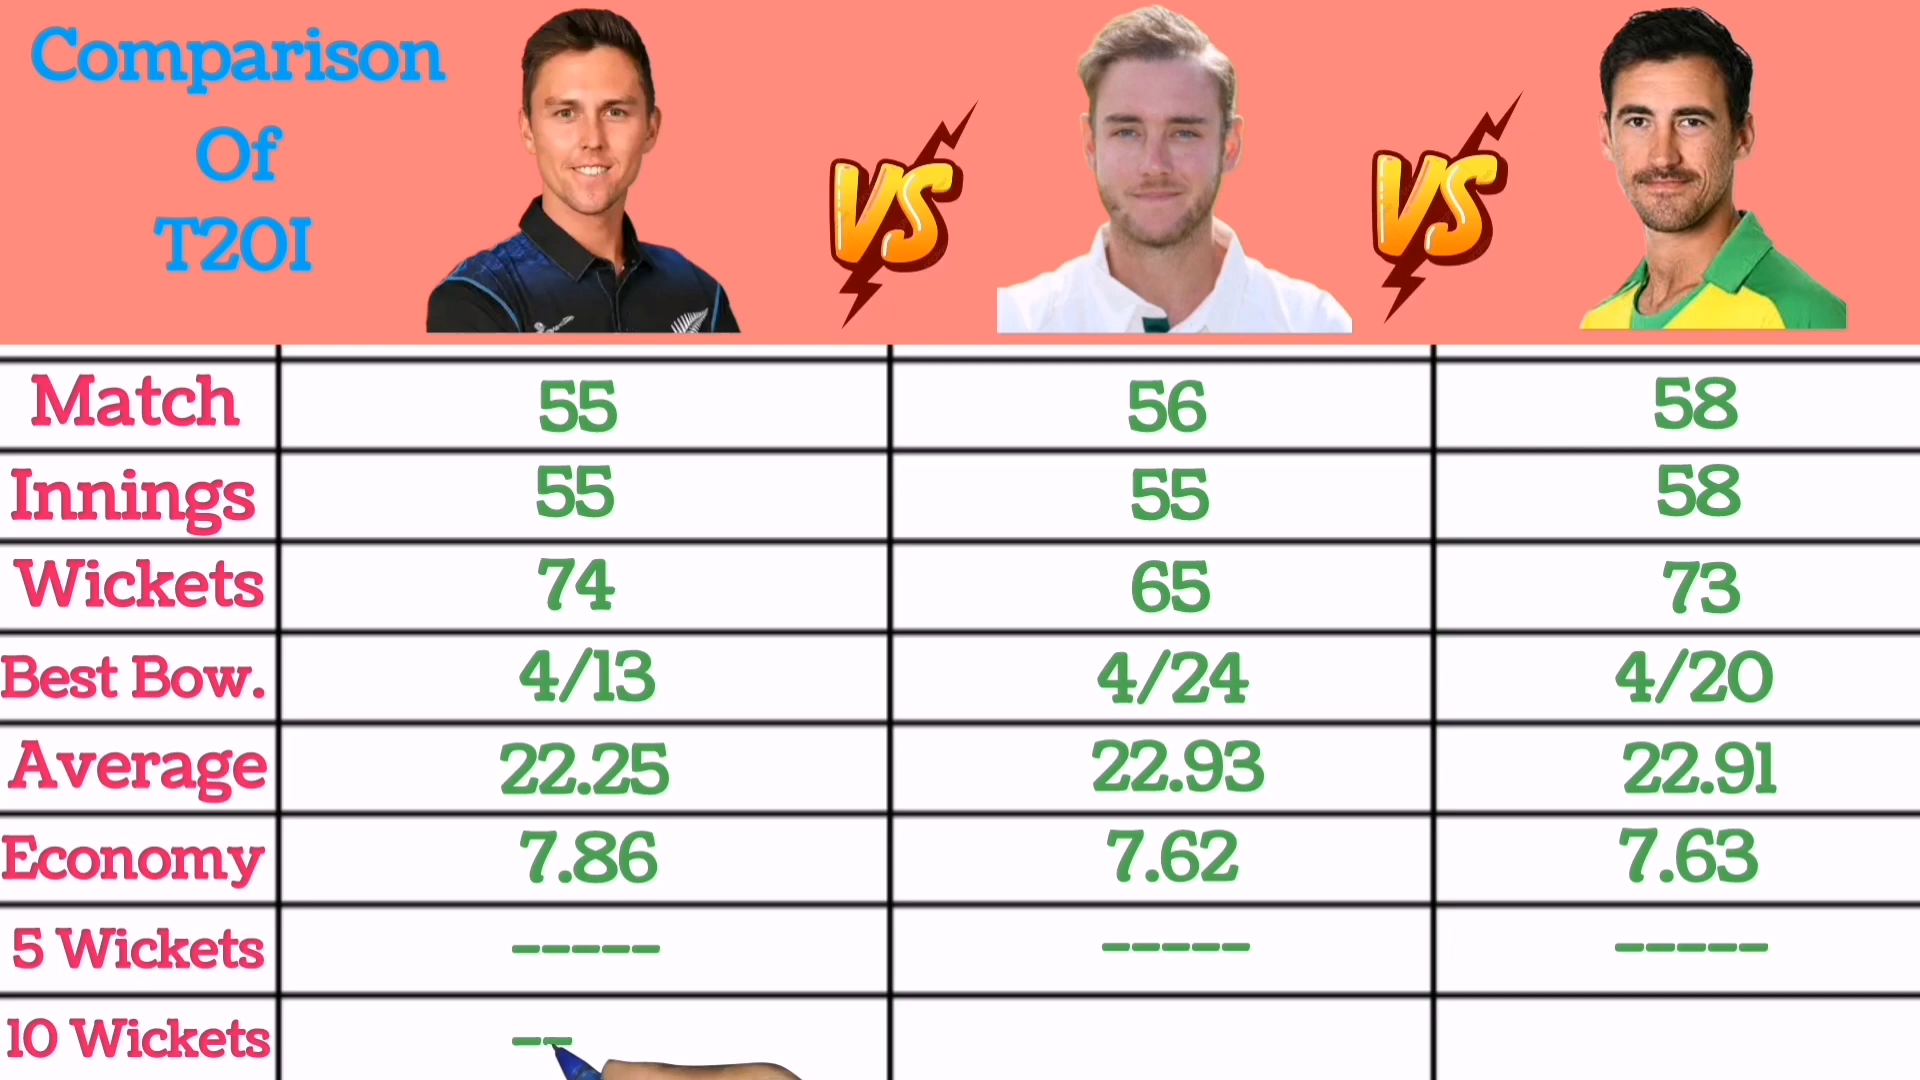 Comparison
Of
T20I
VS
VS
Match 55 56 58
Innings 55 55 58
Wickets 74 65 73
Best Bow. 4/13 4/24 4/20
Average 22.25 22.93 22.91
Economy 7.86 7.62 7.63
5 Wickets ----- ----- -----
10 Wickets --